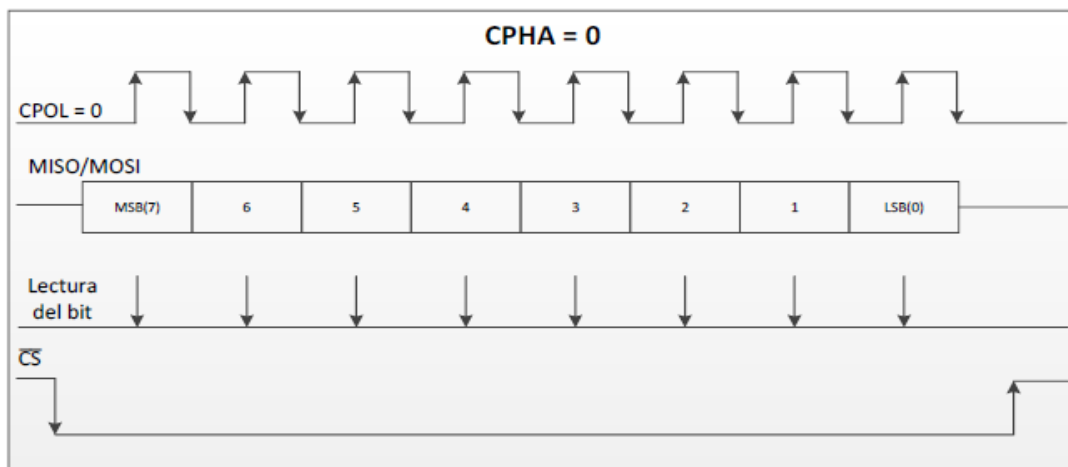 CPHA = 0
CPOL = 0
MISO/MOSI
MSB(7) 6 5 4 3 2 1 LSB(0)
Lectura
del bit
C̅S̅